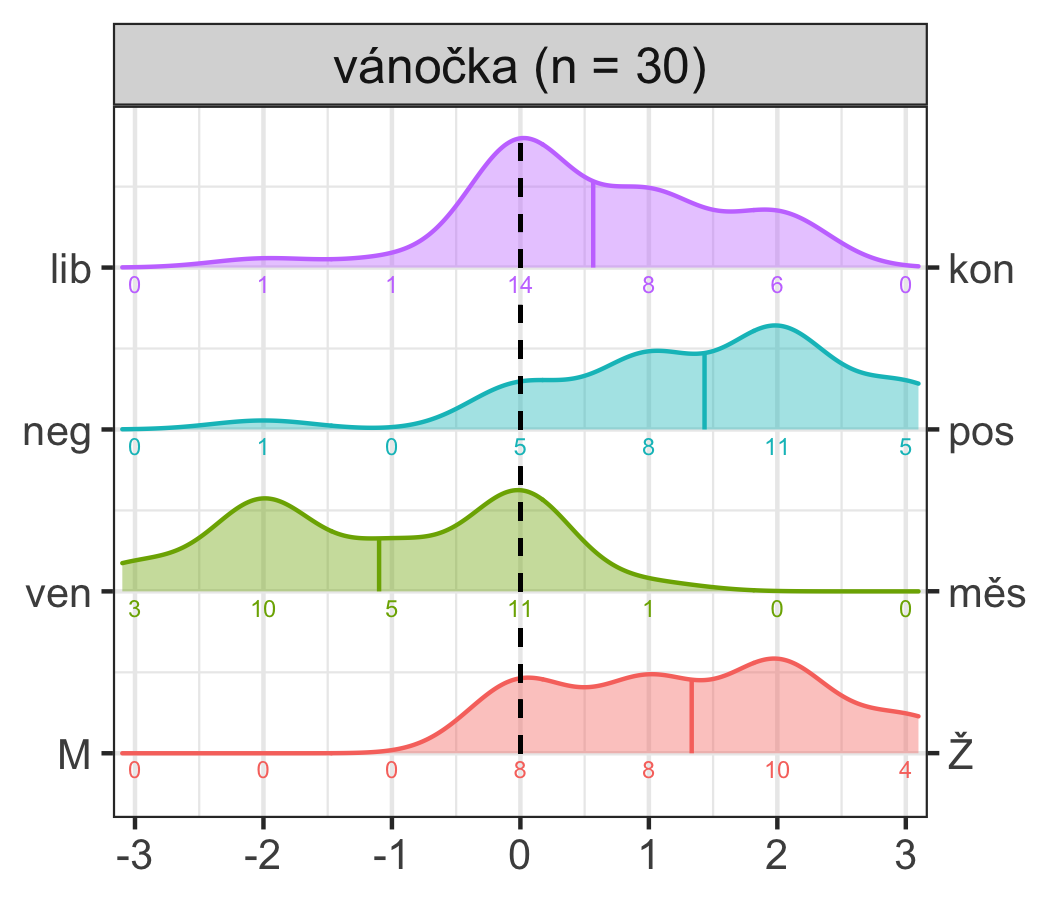 vánočka (n = 30)
lib kon
0 1 1 14 8 6 0
neg pos
0 1 0 5 8 11 5
ven měs
3 10 5 11 1 0 0
M Ž
0 0 0 8 8 10 4
-3 -2 -1 0 1 2 3